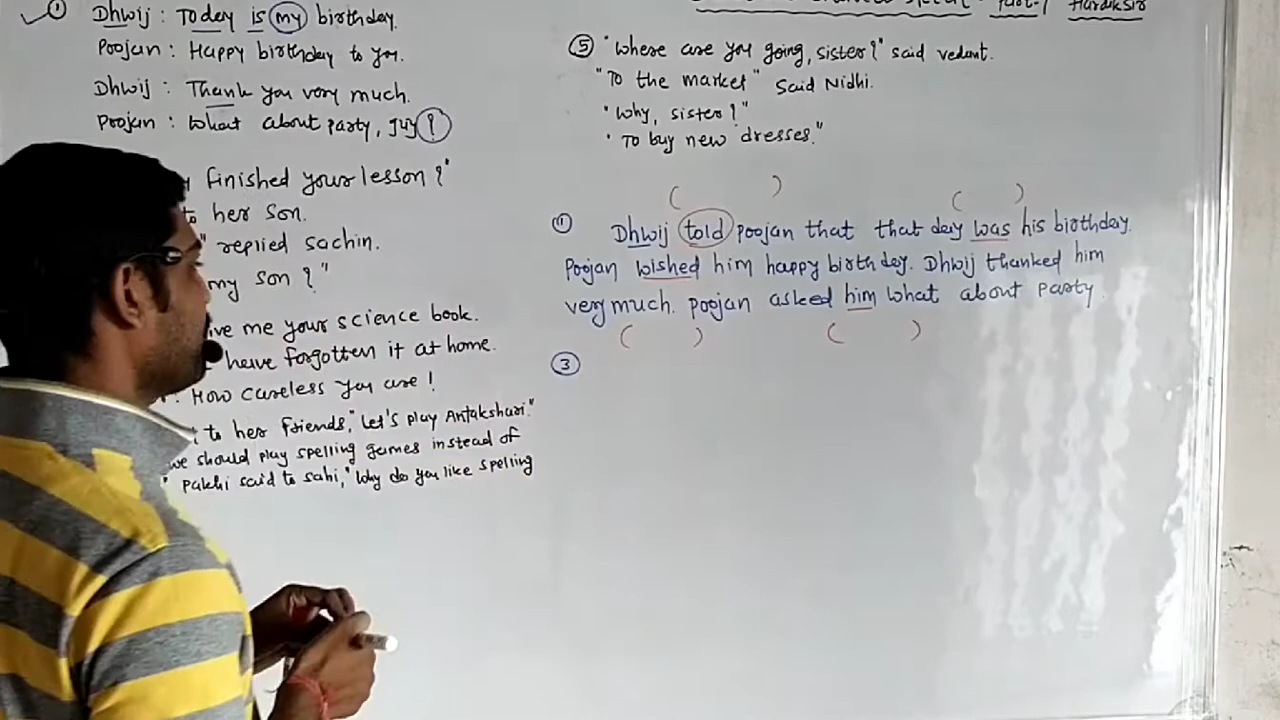 ① Dhwij : Today is my birthday.
Poojan : Happy birthday to you.
Dhwij : Thank you very much.
Poojan : What about party, guy ?
finished your lesson ?"
to her son.
" replied sachin.
my son ? "
me your science book.
have forgotten it at home.
: How careless you are !
to her friends, "Let's play Antakshari."
we should play spelling games instead of
" Pakhi said to sahi, "Why do you like spelling
Part-1 Hardiksir
⑤ "Where are you going, sister ?" said vedant.
"To the market" said Nidhi.
"Why, sister ?"
"To buy new dresses."
( ) ( )
① Dhwij told poojan that that day was his birthday.
Poojan wished him happy birthday. Dhwij thanked him
very much. poojan asked him what about party.
( ) ( )
③